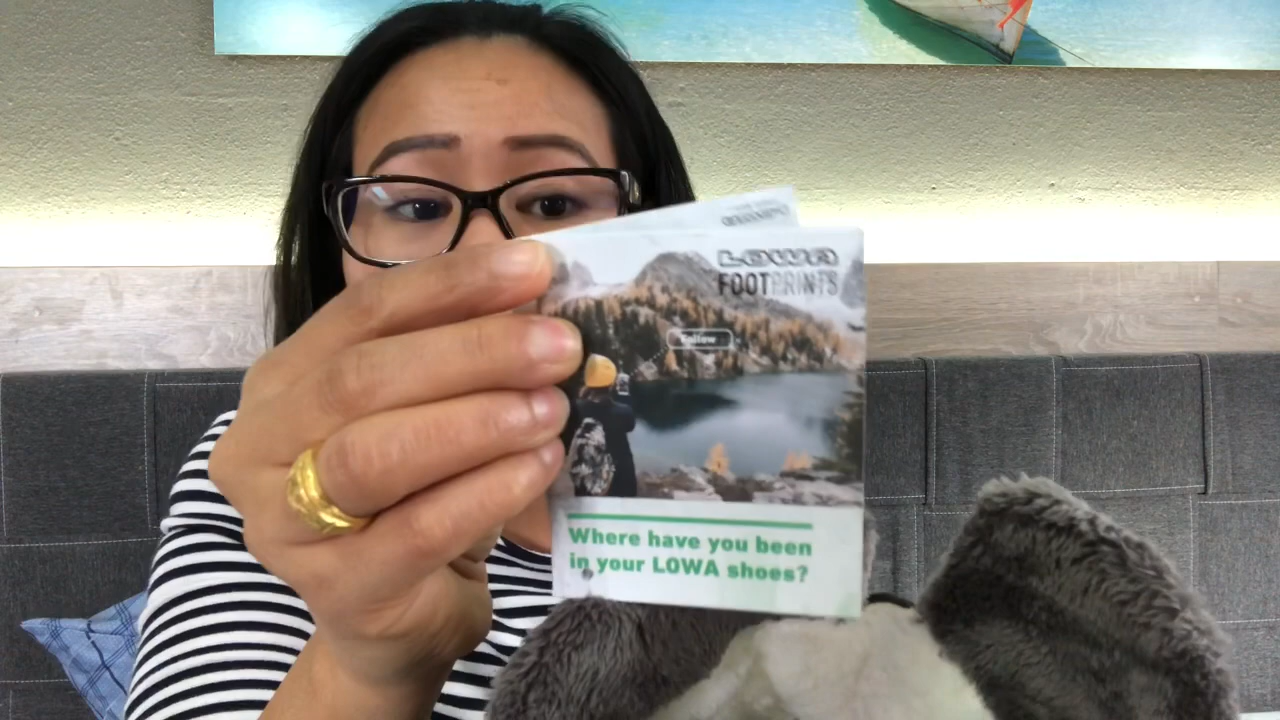 LOWA
FOOTPRINTS
Follow
Where have you been
in your LOWA shoes?